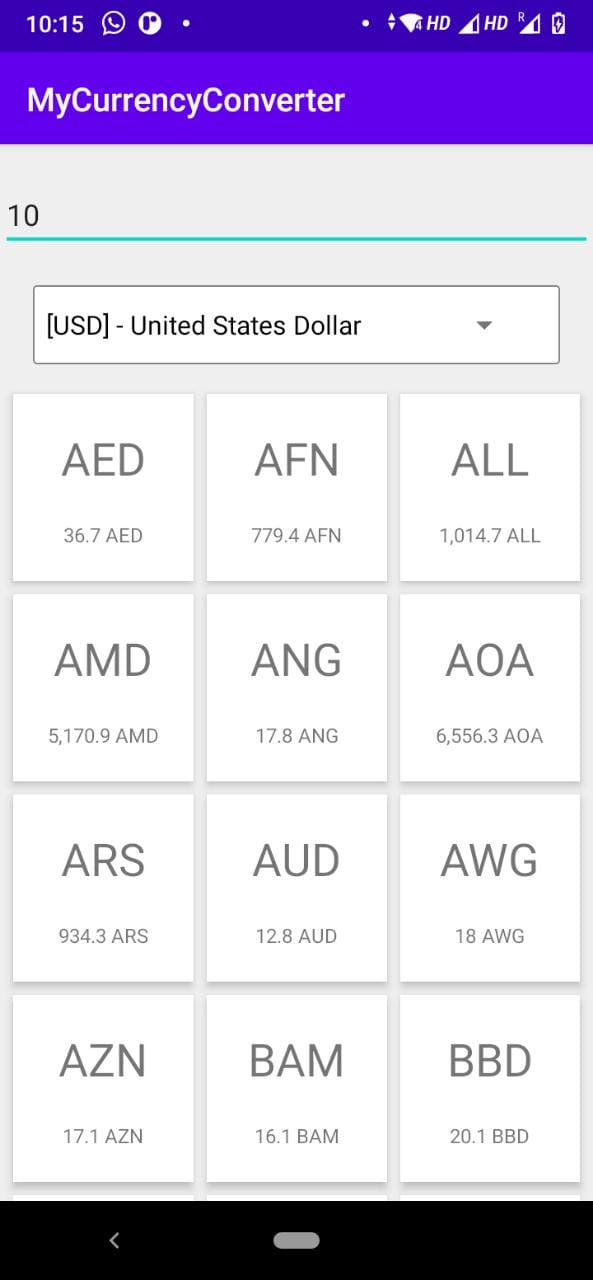 10:15 4 HD HD R
MyCurrencyConverter
10
[USD] - United States Dollar
AED AFN ALL
36.7 AED 779.4 AFN 1,014.7 ALL
AMD ANG AOA
5,170.9 AMD 17.8 ANG 6,556.3 AOA
ARS AUD AWG
934.3 ARS 12.8 AUD 18 AWG
AZN BAM BBD
17.1 AZN 16.1 BAM 20.1 BBD